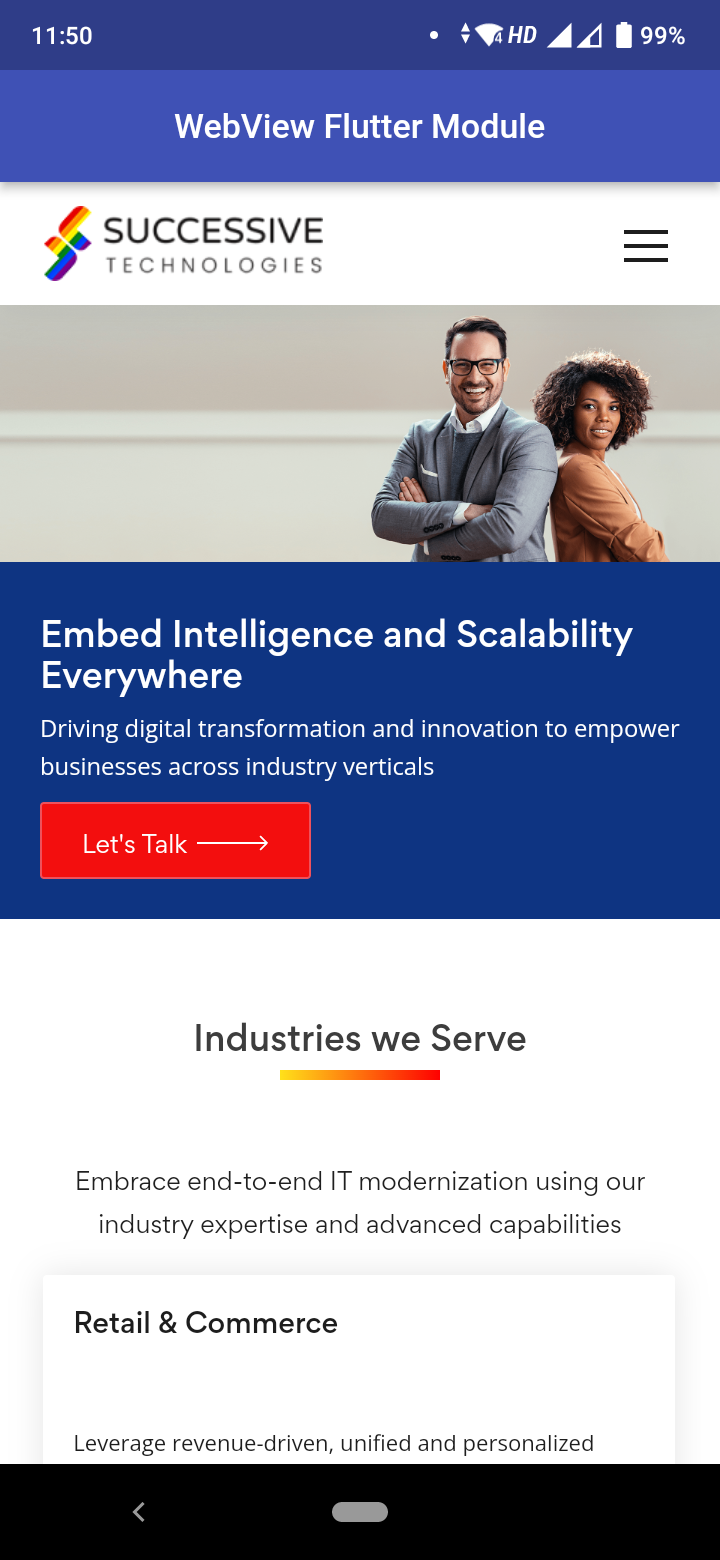 11:50
4 HD 99%
WebView Flutter Module
SUCCESSIVE
TECHNOLOGIES
Embed Intelligence and Scalability
Everywhere
Driving digital transformation and innovation to empower
businesses across industry verticals
Let's Talk
Industries we Serve
Embrace end-to-end IT modernization using our
industry expertise and advanced capabilities
Retail & Commerce
Leverage revenue-driven, unified and personalized